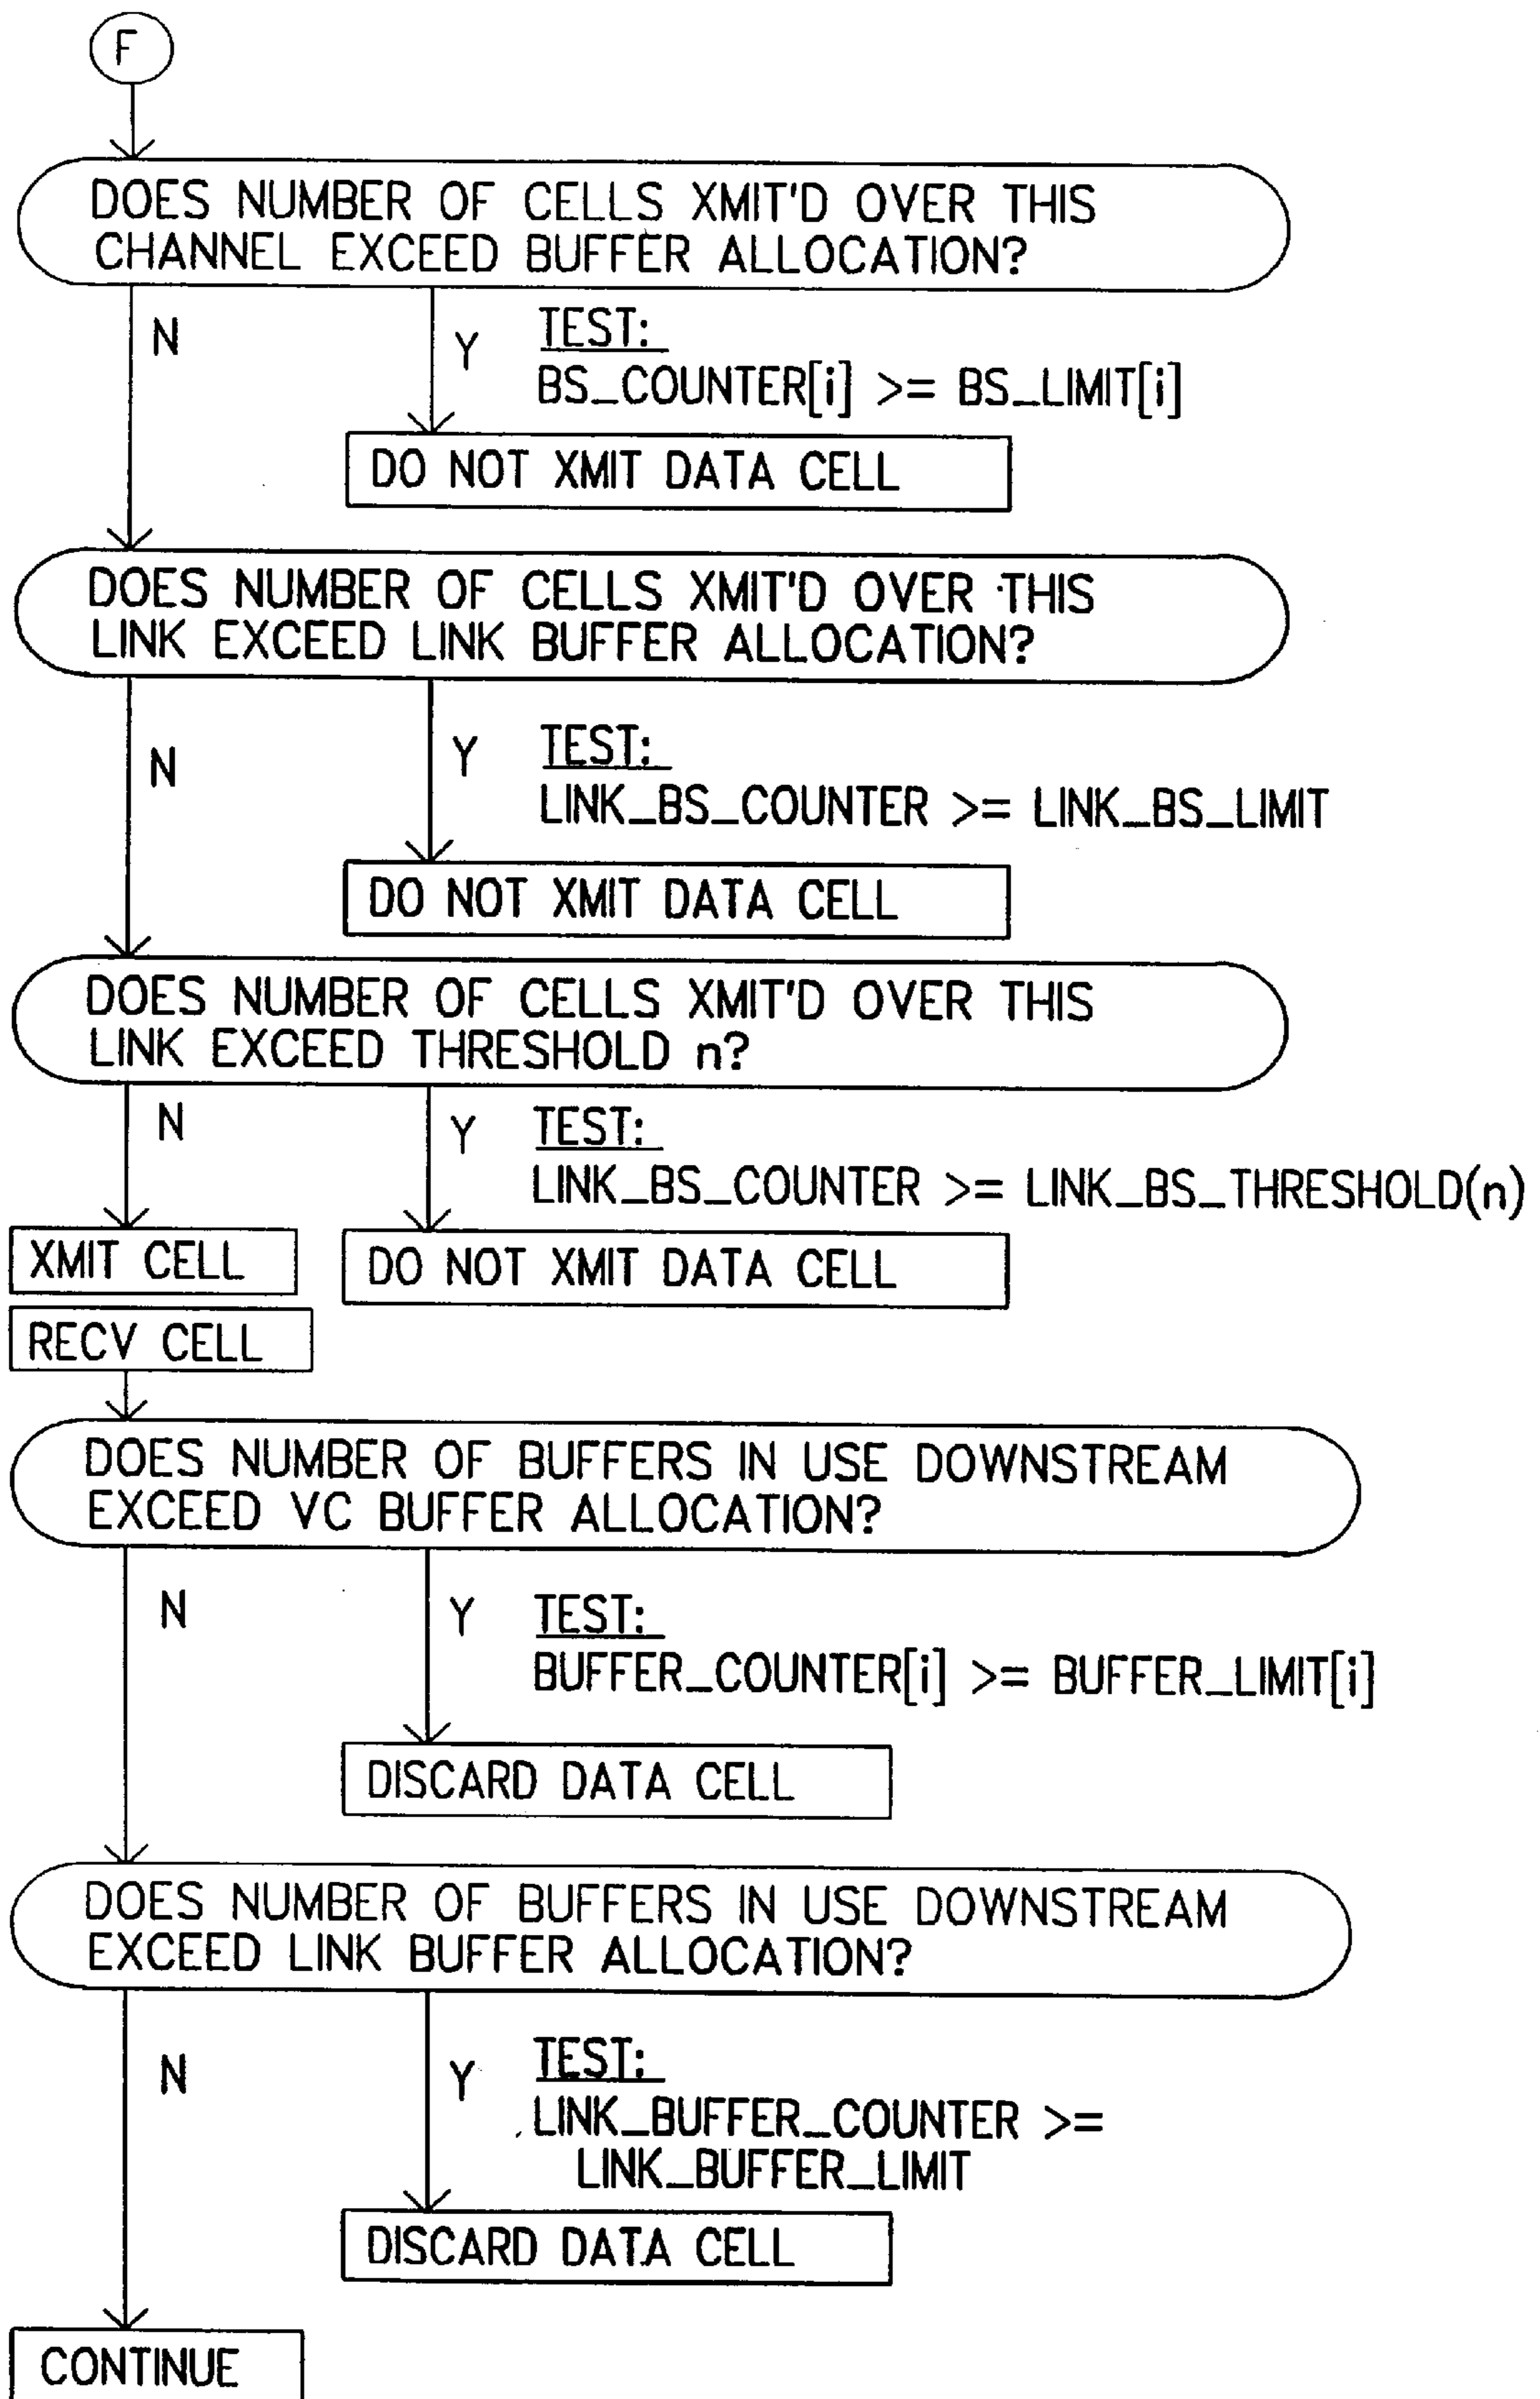 F
DOES NUMBER OF CELLS XMIT'D OVER THIS
CHANNEL EXCEED BUFFER ALLOCATION?
N
Y
TEST:
BS_COUNTER[i] >= BS_LIMIT[i]
DO NOT XMIT DATA CELL
DOES NUMBER OF CELLS XMIT'D OVER THIS
LINK EXCEED LINK BUFFER ALLOCATION?
N
Y
TEST:
LINK_BS_COUNTER >= LINK_BS_LIMIT
DO NOT XMIT DATA CELL
DOES NUMBER OF CELLS XMIT'D OVER THIS
LINK EXCEED THRESHOLD n?
N
Y
TEST:
LINK_BS_COUNTER >= LINK_BS_THRESHOLD(n)
XMIT CELL
DO NOT XMIT DATA CELL
RECV CELL
DOES NUMBER OF BUFFERS IN USE DOWNSTREAM
EXCEED VC BUFFER ALLOCATION?
N
Y
TEST:
BUFFER_COUNTER[i] >= BUFFER_LIMIT[i]
DISCARD DATA CELL
DOES NUMBER OF BUFFERS IN USE DOWNSTREAM
EXCEED LINK BUFFER ALLOCATION?
N
Y
TEST:
LINK_BUFFER_COUNTER >=
LINK_BUFFER_LIMIT
DISCARD DATA CELL
CONTINUE